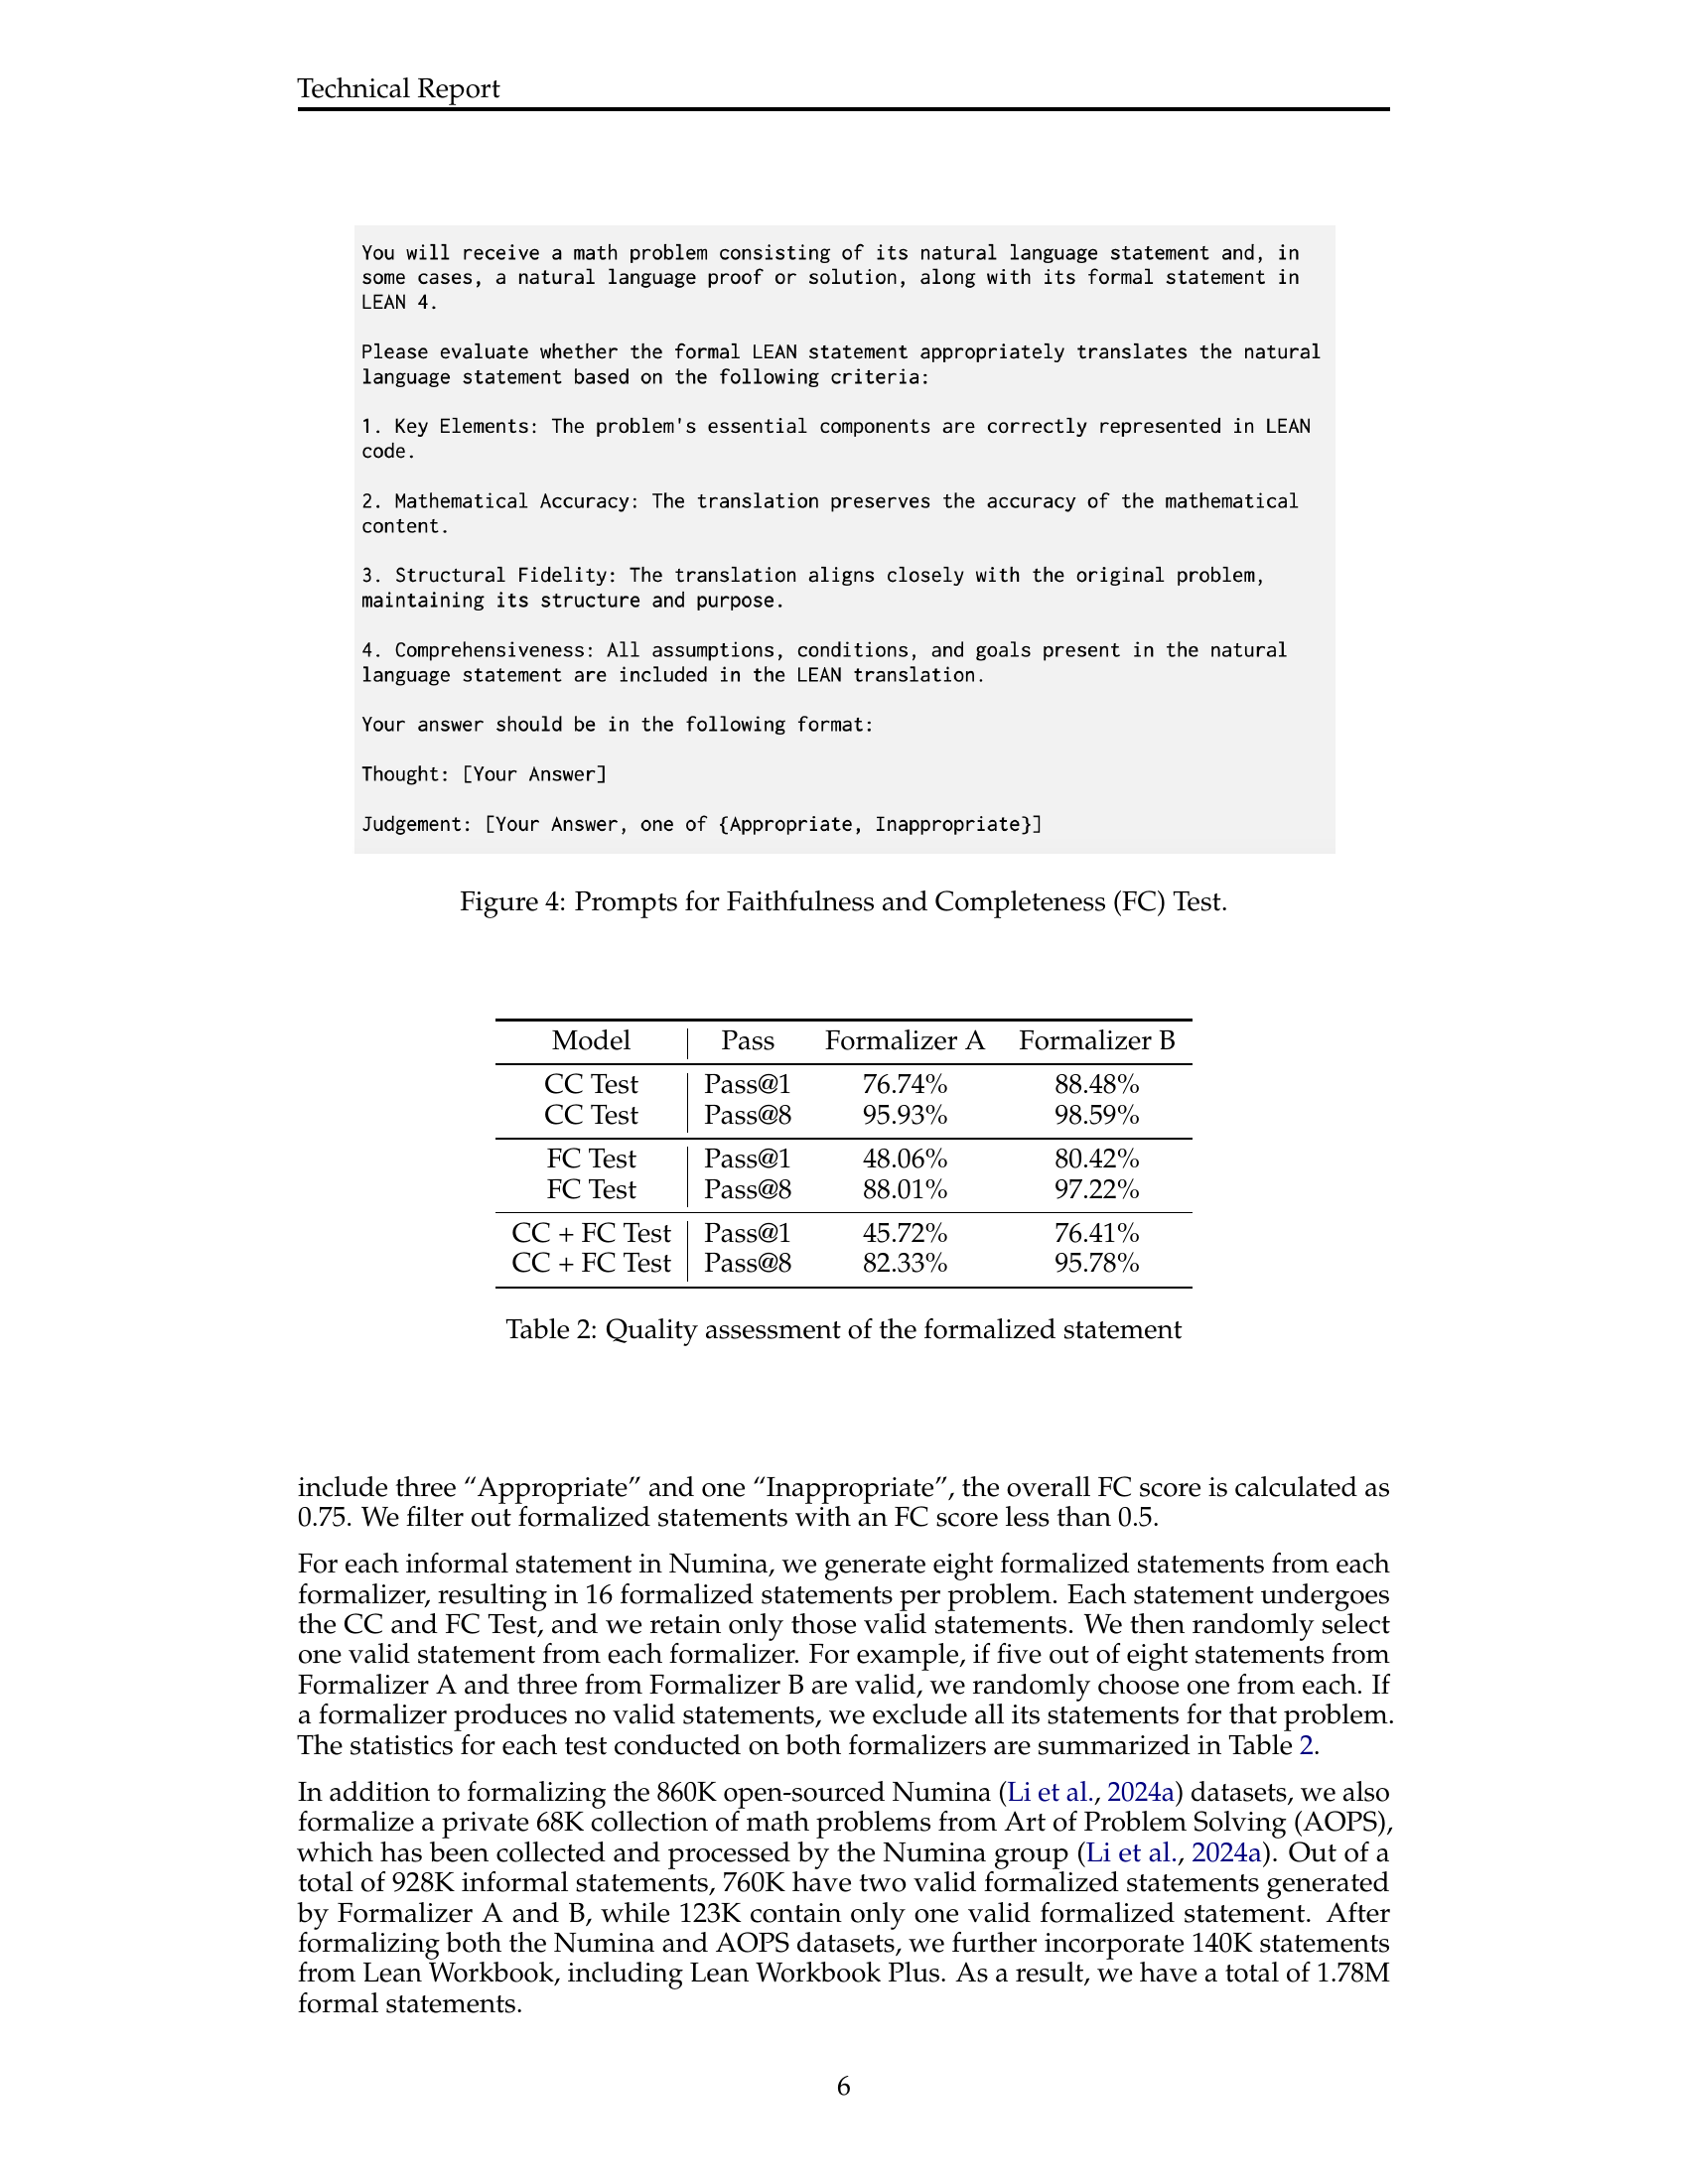 Technical Report
You will receive a math problem consisting of its natural language statement and, in
some cases, a natural language proof or solution, along with its formal statement in
LEAN 4.
Please evaluate whether the formal LEAN statement appropriately translates the natural
language statement based on the following criteria:
1. Key Elements: The problem's essential components are correctly represented in LEAN
code.
2. Mathematical Accuracy: The translation preserves the accuracy of the mathematical
content.
3. Structural Fidelity: The translation aligns closely with the original problem,
maintaining its structure and purpose.
4. Comprehensiveness: All assumptions, conditions, and goals present in the natural
language statement are included in the LEAN translation.
Your answer should be in the following format:
Thought: [Your Answer]
Judgement: [Your Answer, one of {Appropriate, Inappropriate}]
Figure 4: Prompts for Faithfulness and Completeness (FC) Test.
Model Pass Formalizer A Formalizer B
CC Test Pass@1 76.74% 88.48%
CC Test Pass@8 95.93% 98.59%
FC Test Pass@1 48.06% 80.42%
FC Test Pass@8 88.01% 97.22%
CC + FC Test Pass@1 45.72% 76.41%
CC + FC Test Pass@8 82.33% 95.78%
Table 2: Quality assessment of the formalized statement
include three “Appropriate” and one “Inappropriate”, the overall FC score is calculated as
0.75. We filter out formalized statements with an FC score less than 0.5.
For each informal statement in Numina, we generate eight formalized statements from each
formalizer, resulting in 16 formalized statements per problem. Each statement undergoes
the CC and FC Test, and we retain only those valid statements. We then randomly select
one valid statement from each formalizer. For example, if five out of eight statements from
Formalizer A and three from Formalizer B are valid, we randomly choose one from each. If
a formalizer produces no valid statements, we exclude all its statements for that problem.
The statistics for each test conducted on both formalizers are summarized in Table 2.
In addition to formalizing the 860K open-sourced Numina (Li et al., 2024a) datasets, we also
formalize a private 68K collection of math problems from Art of Problem Solving (AOPS),
which has been collected and processed by the Numina group (Li et al., 2024a). Out of a
total of 928K informal statements, 760K have two valid formalized statements generated
by Formalizer A and B, while 123K contain only one valid formalized statement. After
formalizing both the Numina and AOPS datasets, we further incorporate 140K statements
from Lean Workbook, including Lean Workbook Plus. As a result, we have a total of 1.78M
formal statements.
6